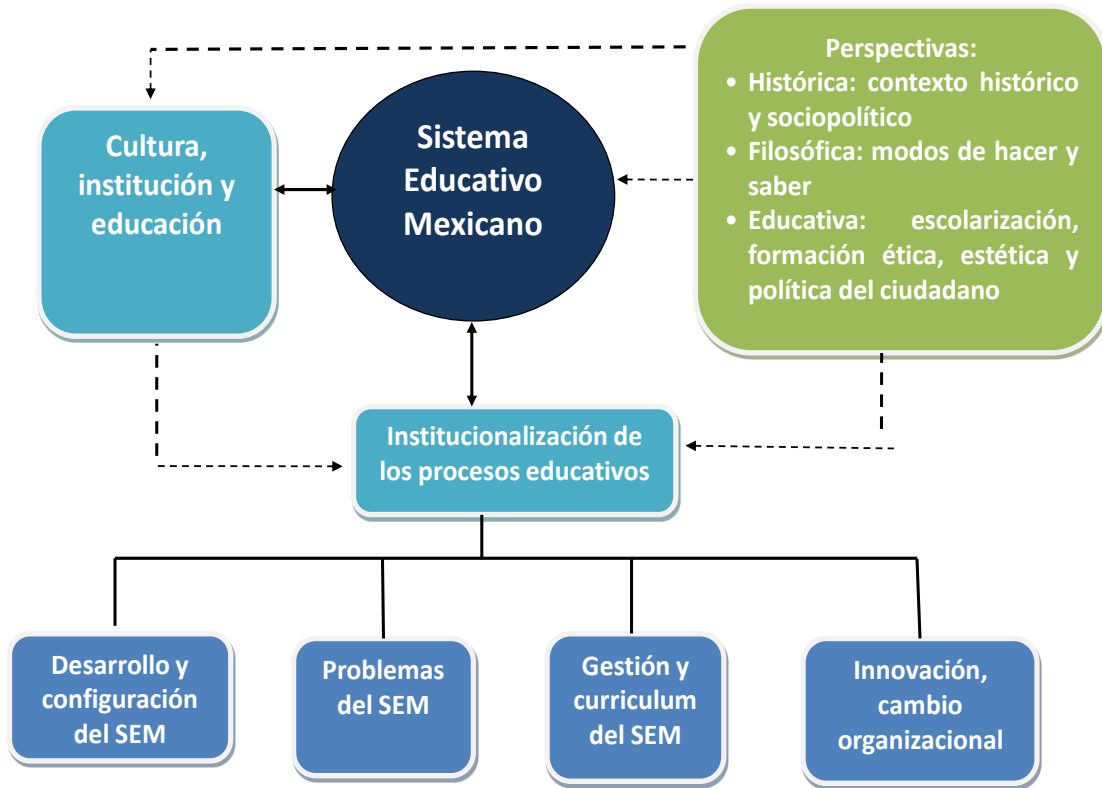 Cultura,
institución y
educación
Sistema
Educativo
Mexicano
Perspectivas:
• Histórica: contexto histórico
y sociopolítico
• Filosófica: modos de hacer y
saber
• Educativa: escolarización,
formación ética, estética y
política del ciudadano
Institucionalización de
los procesos educativos
Desarrollo y
configuración
del SEM
Problemas
del SEM
Gestión y
curriculum
del SEM
Innovación,
cambio
organizacional